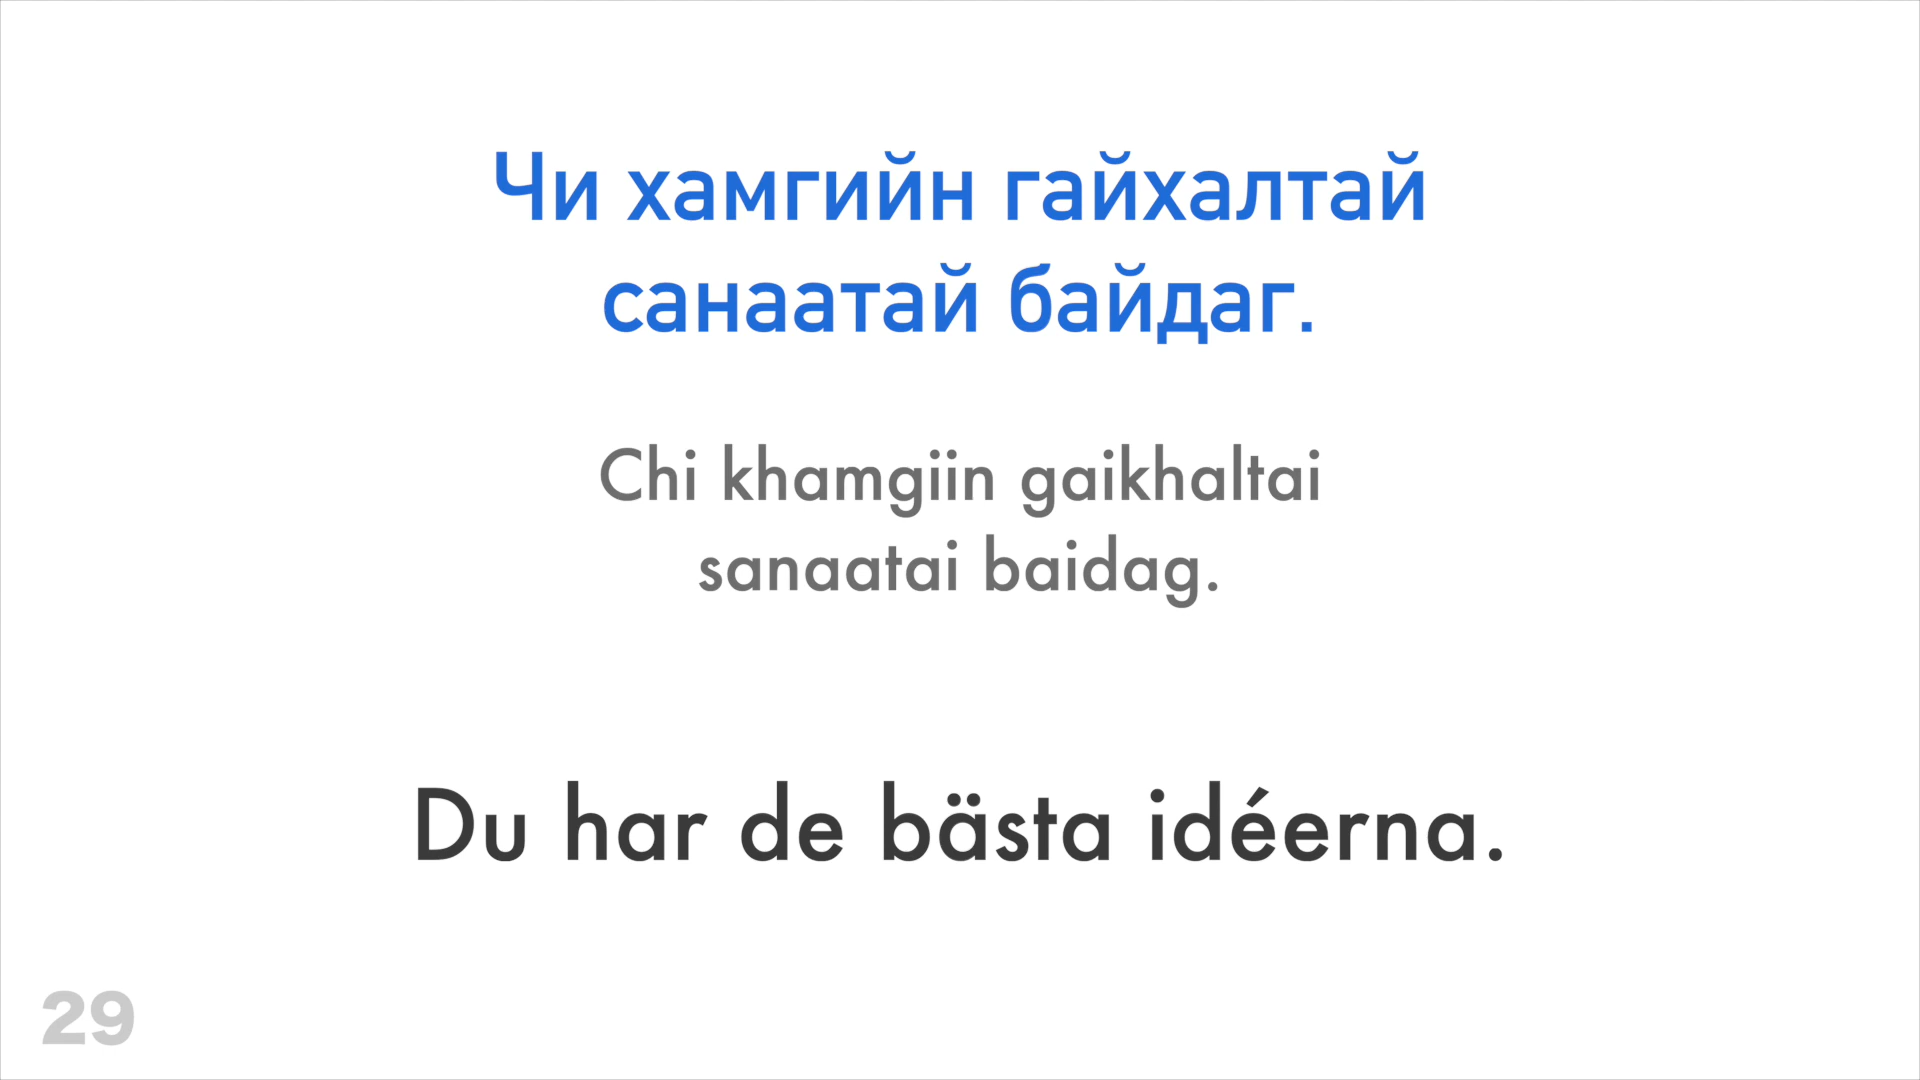 Чи хамгийн гайхалтай
санаатай байдаг.
Chi khamgiin gaikhaltai
sanaatai baidag.
Du har de bästa idéerna.
29